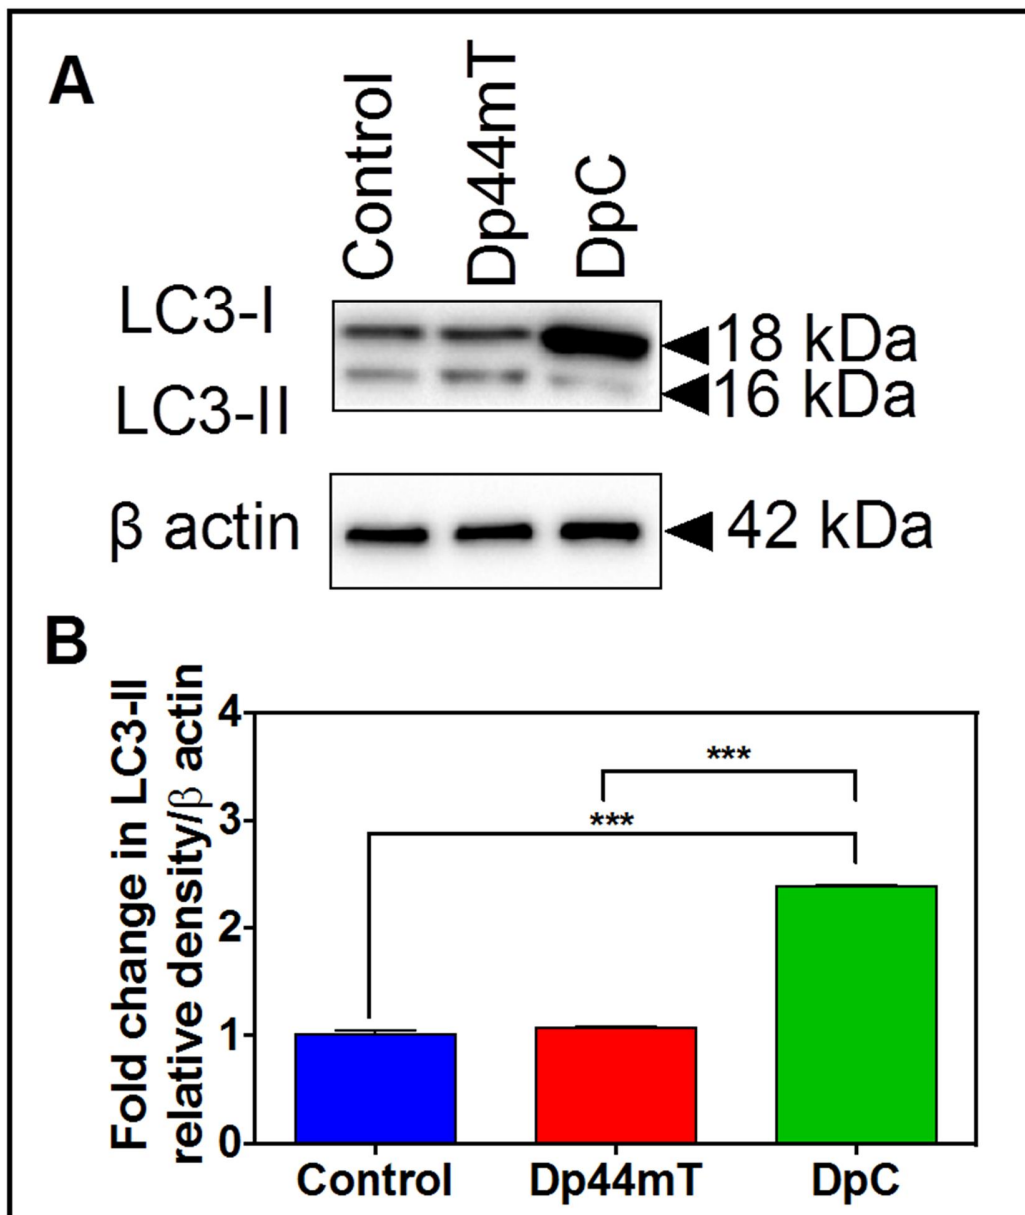 A
Control
Dp44mT
DpC
LC3-I
18 kDa
LC3-II
16 kDa
β actin
42 kDa
B
Fold change in LC3-II
relative density/β actin
4
3
2
1
0
***
***
Control
Dp44mT
DpC